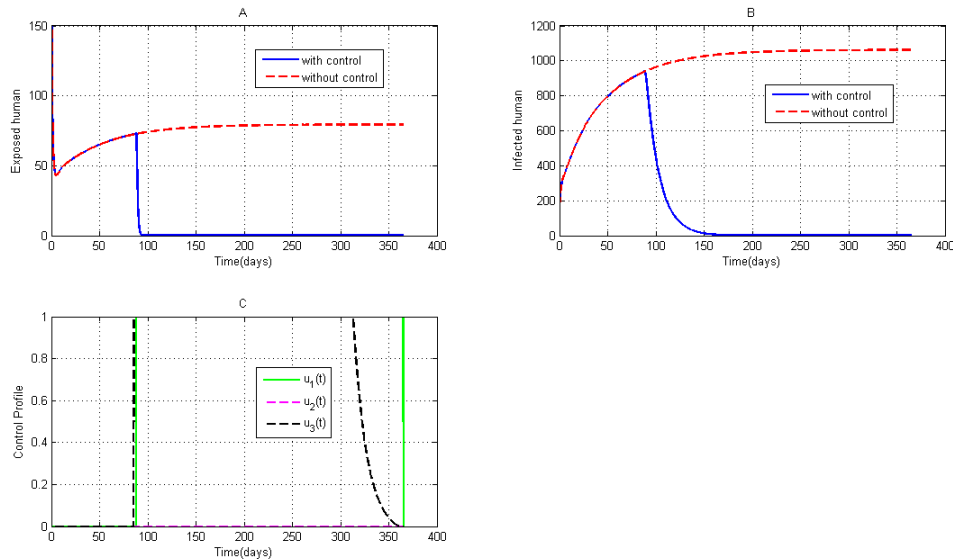 A
150
100
50
0
Exposed human
with control
without control
0 50 100 150 200 250 300 350 400
Time(days)
B
1200
1000
800
600
400
200
0
Infected human
with control
without control
0 50 100 150 200 250 300 350 400
Time(days)
C
1
0.8
0.6
0.4
0.2
0
Control Profile
u1(t)
u2(t)
u3(t)
0 50 100 150 200 250 300 350 400
Time(days)